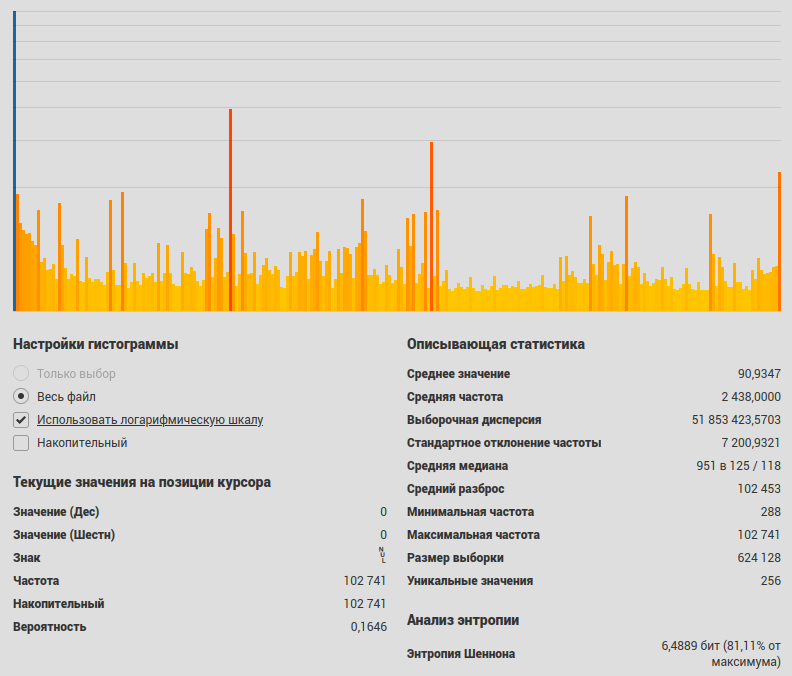 Настройки гистограммы
Только выбор
Весь файл
Использовать логарифмическую шкалу
Накопительный
Текущие значения на позиции курсора
Значение (Дес) 0
Значение (Шестн) 0
Знак NUL
Частота 102 741
Накопительный 102 741
Вероятность 0,1646
Описывающая статистика
Среднее значение 90,9347
Средняя частота 2 438,0000
Выборочная дисперсия 51 853 423,5703
Стандартное отклонение частоты 7 200,9321
Средняя медиана 951 в 125 / 118
Средний разброс 102 453
Минимальная частота 288
Максимальная частота 102 741
Размер выборки 624 128
Уникальные значения 256
Анализ энтропии
Энтропия Шеннона 6,4889 бит (81,11% от
максимума)